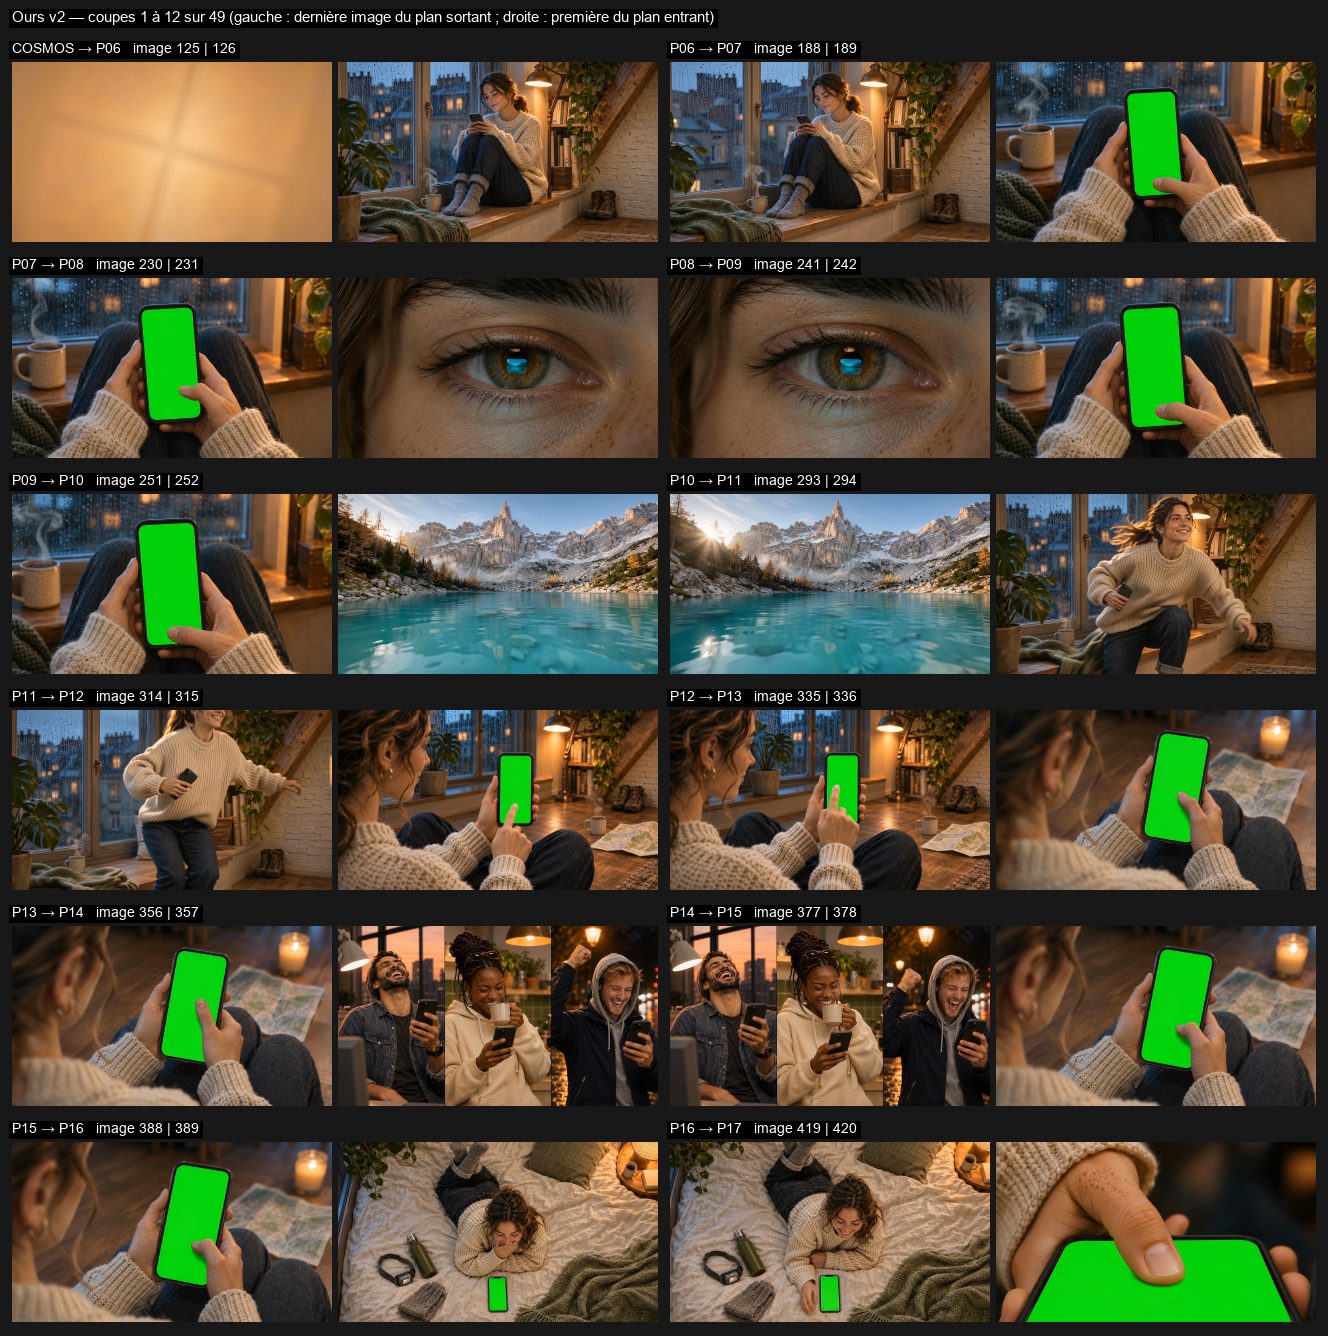 Ours v2 — coupes 1 à 12 sur 49 (gauche : dernière image du plan sortant ; droite : première du plan entrant)
COSMOS → P06 image 125 | 126
P06 → P07 image 188 | 189
P07 → P08 image 230 | 231
P08 → P09 image 241 | 242
P09 → P10 image 251 | 252
P10 → P11 image 293 | 294
P11 → P12 image 314 | 315
P12 → P13 image 335 | 336
P13 → P14 image 356 | 357
P14 → P15 image 377 | 378
P15 → P16 image 388 | 389
P16 → P17 image 419 | 420